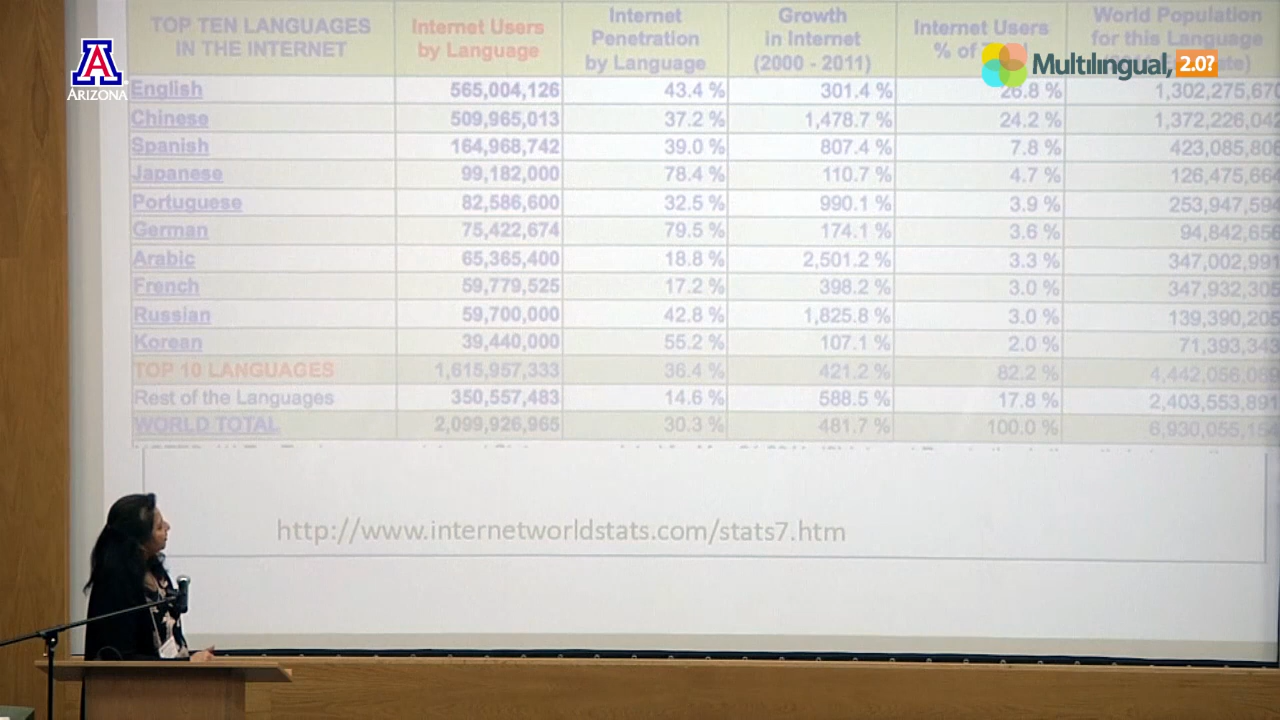 TOP TEN LANGUAGES IN THE INTERNET | Internet Users by Language | Internet Penetration by Language | Growth in Internet (2000 - 2011) | Internet Users % of | World Population for this Language
A
ARIZONA
Multilingual, 2.0?
English 565,004,126 43.4 % 301.4 % 26.8 % 1,302,275,670
Chinese 509,965,013 37.2 % 1,478.7 % 24.2 % 1,372,226,042
Spanish 164,968,742 39.0 % 807.4 % 7.8 % 423,085,806
Japanese 99,182,000 78.4 % 110.7 % 4.7 % 126,475,664
Portuguese 82,586,600 32.5 % 990.1 % 3.9 % 253,947,594
German 75,422,674 79.5 % 174.1 % 3.6 % 94,842,656
Arabic 65,365,400 18.8 % 2,501.2 % 3.3 % 347,002,991
French 59,779,525 17.2 % 398.2 % 3.0 % 347,932,305
Russian 59,700,000 42.8 % 1,825.8 % 3.0 % 139,390,205
Korean 39,440,000 55.2 % 107.1 % 2.0 % 71,393,343
TOP 10 LANGUAGES 1,615,957,333 36.4 % 421.2 % 82.2 % 4,442,056,069
Rest of the Languages 350,557,483 14.6 % 588.5 % 17.8 % 2,403,553,891
WORLD TOTAL 2,099,926,965 30.3 % 481.7 % 100.0 % 6,930,055,154
http://www.internetworldstats.com/stats7.htm